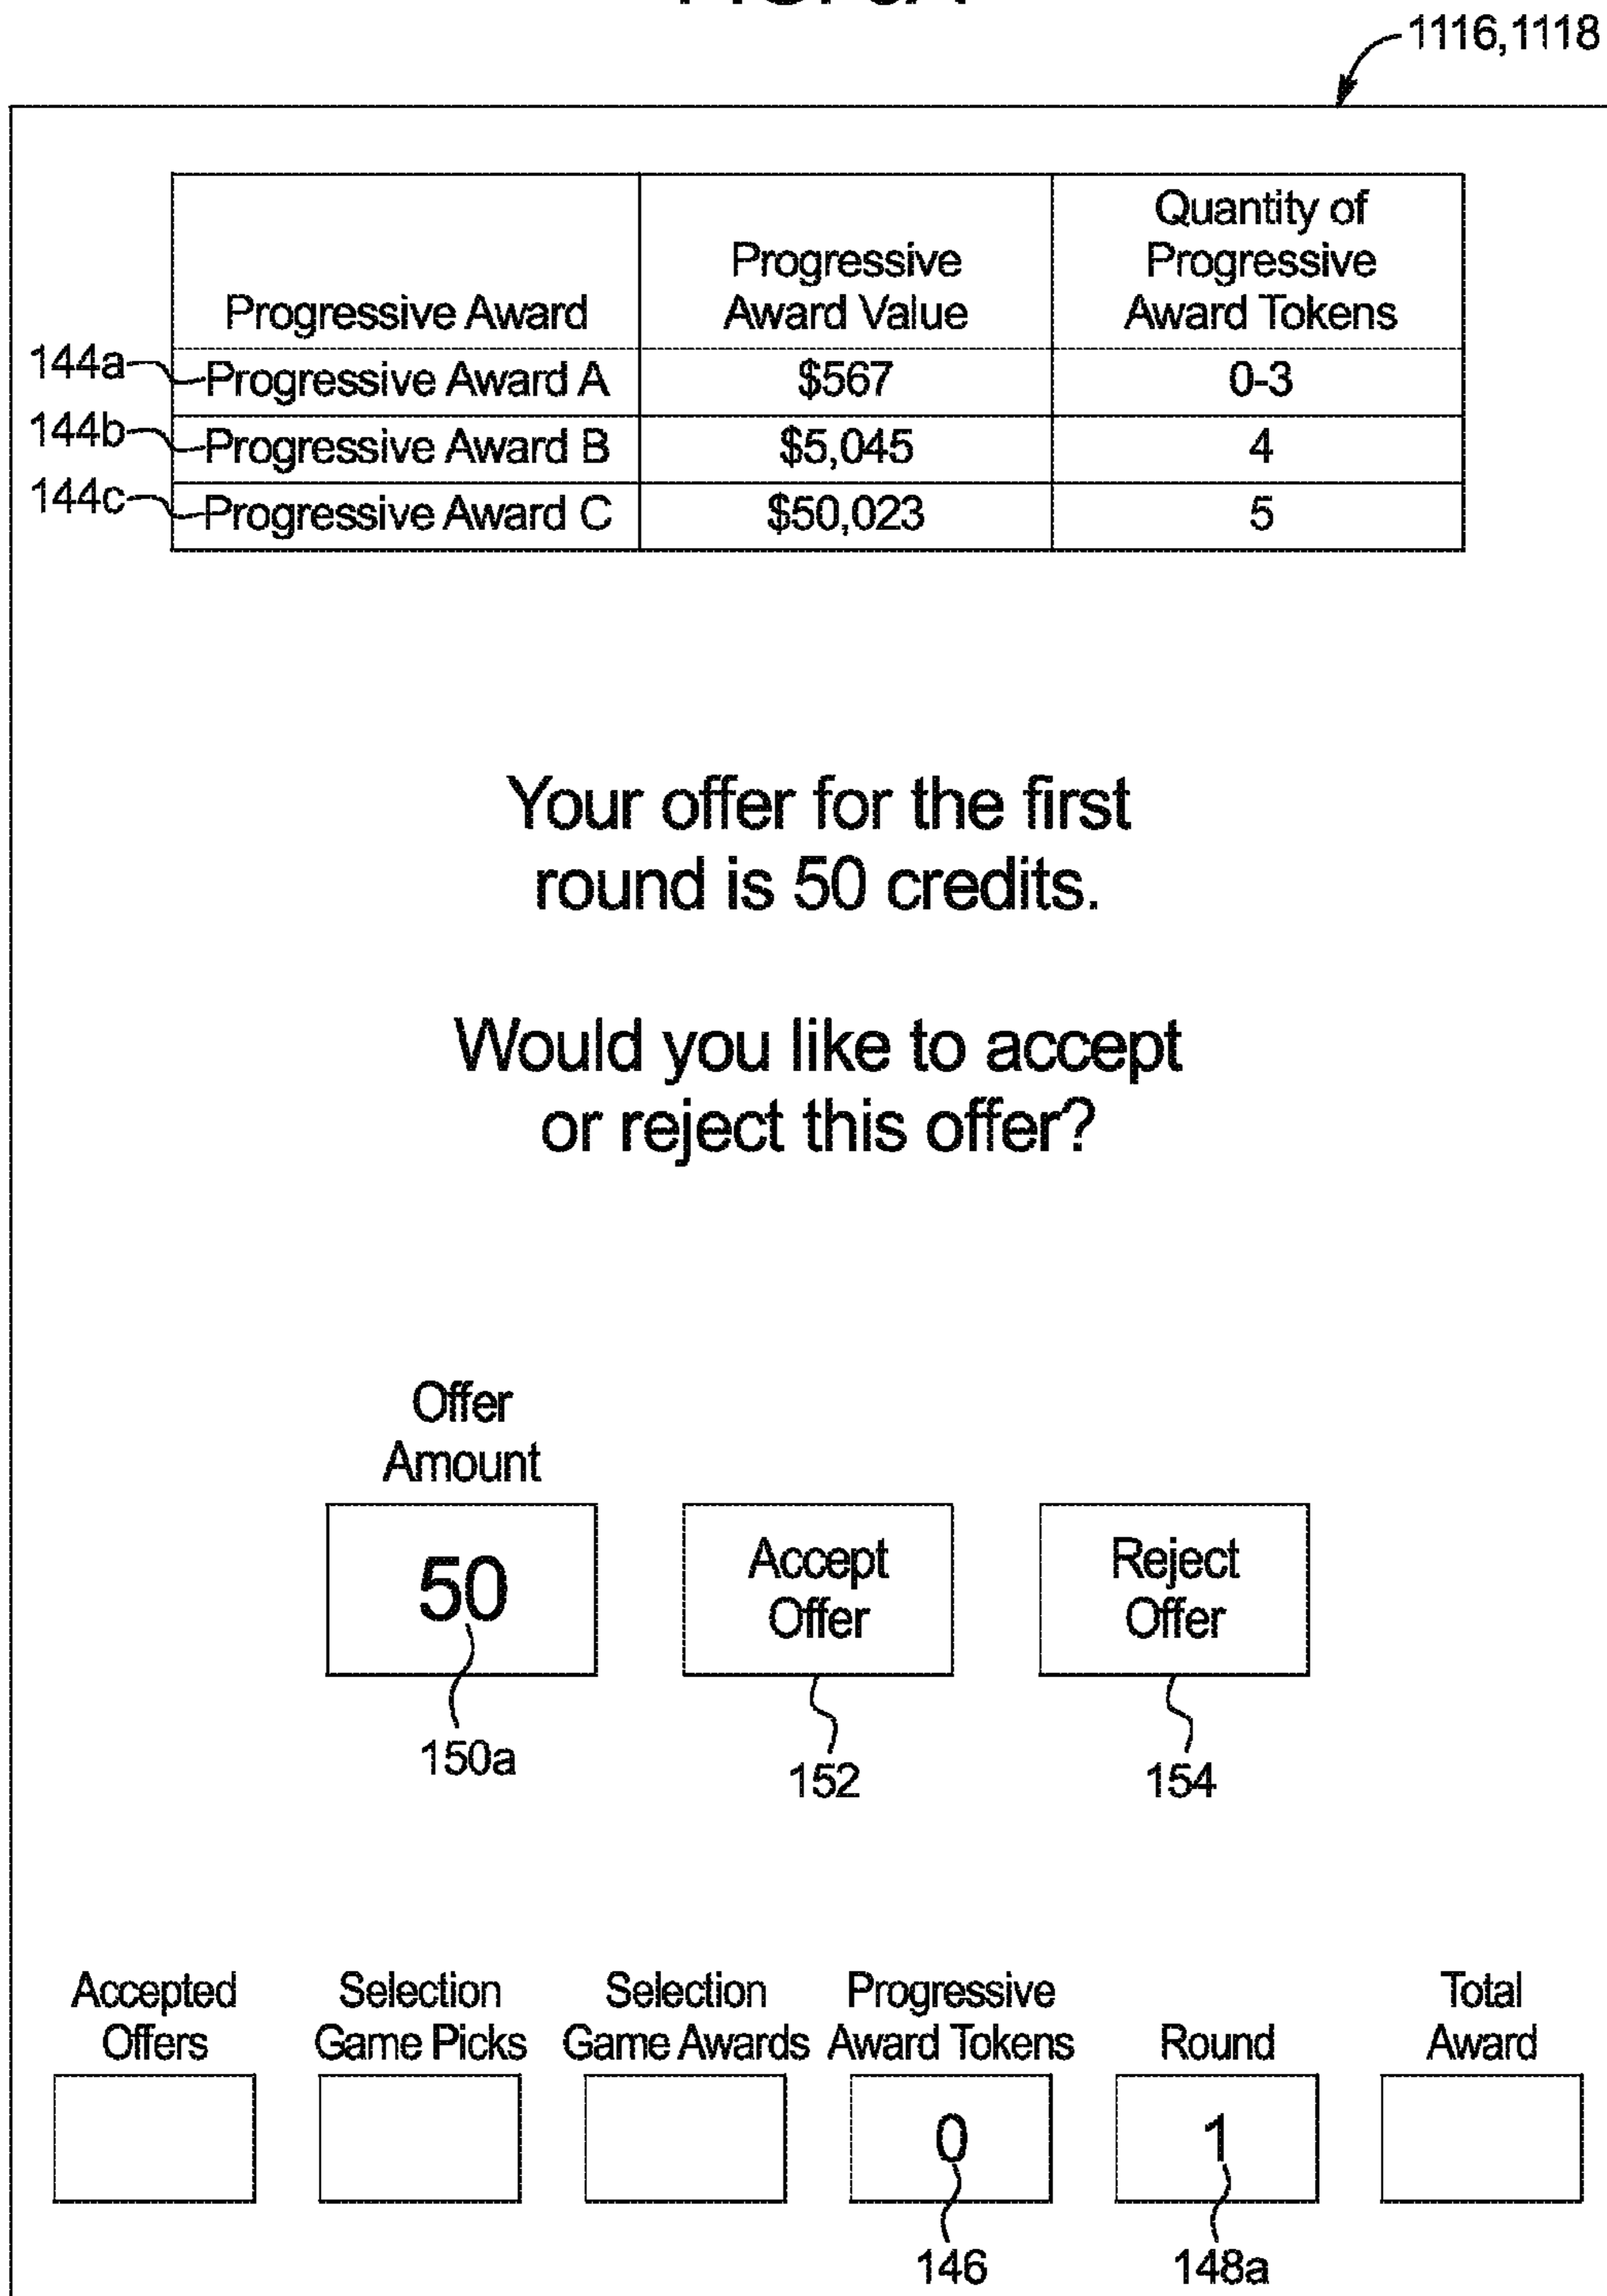 1116,1118
Quantity of
Progressive Progressive
Progressive Award Award Value Award Tokens
144a Progressive Award A $567 0-3
144b Progressive Award B $5,045 4
144c Progressive Award C $50,023 5
Your offer for the first
round is 50 credits.
Would you like to accept
or reject this offer?
Offer
Amount
50
Accept
Offer
Reject
Offer
150a 152 154
Accepted
Offers
Selection
Game Picks
Selection
Game Awards
Progressive
Award Tokens
Round
Total
Award
0 1
146 148a